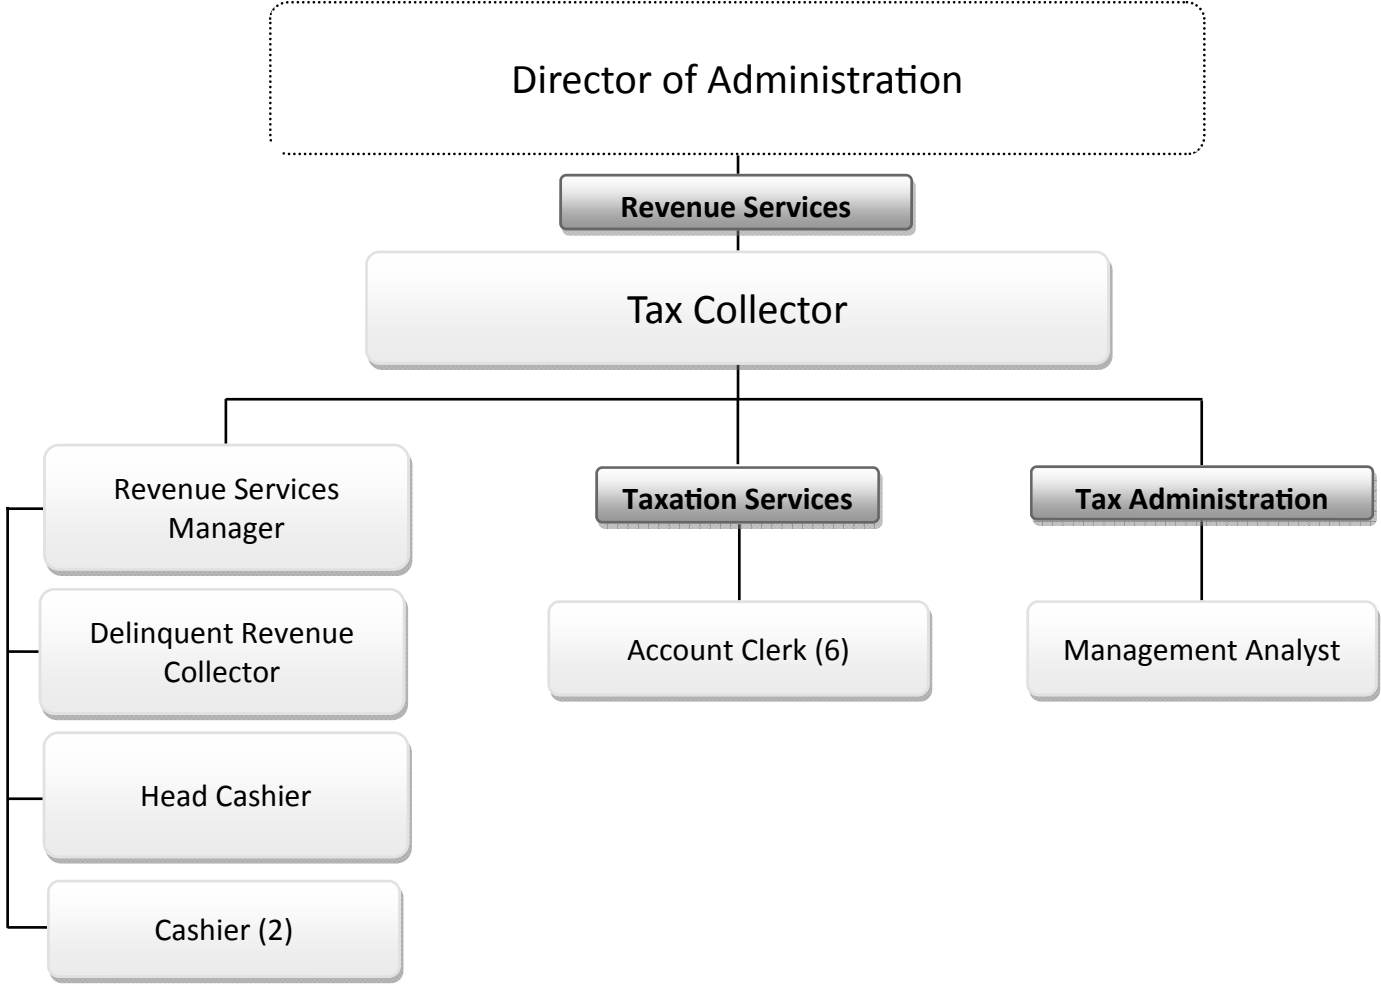 Director of Administration
Revenue Services
Tax Collector
Revenue Services
Manager
Taxation Services
Tax Administration
Delinquent Revenue
Collector
Account Clerk (6)
Management Analyst
Head Cashier
Cashier (2)